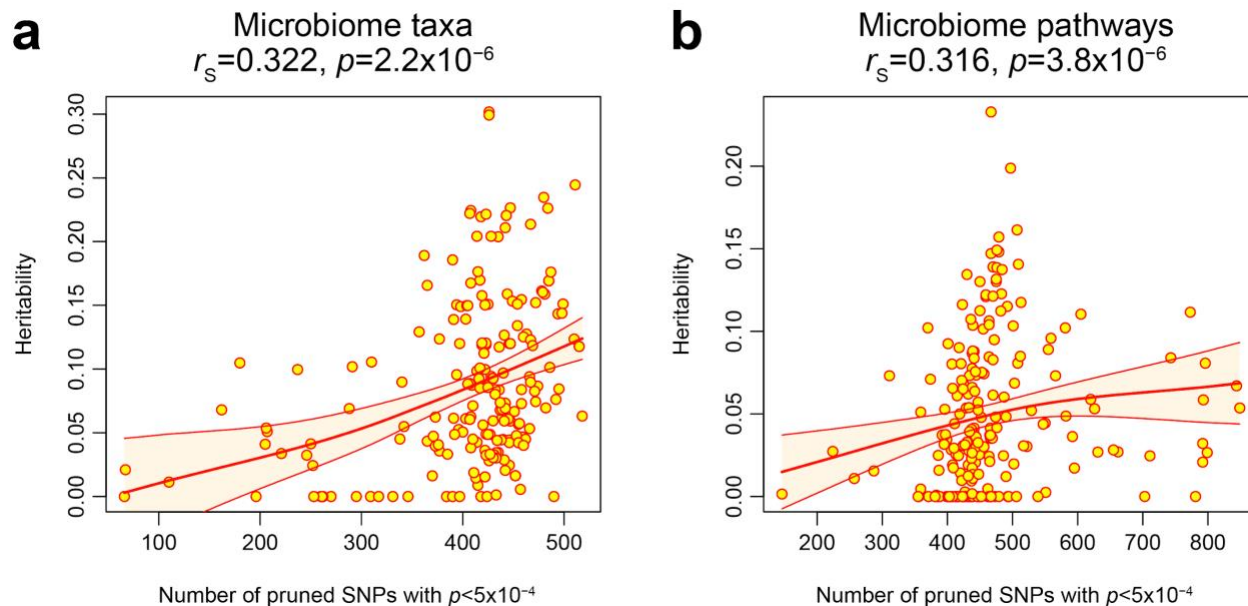 a
Microbiome taxa
rS=0.322, p=2.2x10⁻⁶
Heritability
0.30
0.25
0.20
0.15
0.10
0.05
0.00
100 200 300 400 500
Number of pruned SNPs with p<5x10⁻⁴
b
Microbiome pathways
rS=0.316, p=3.8x10⁻⁶
Heritability
0.20
0.15
0.10
0.05
0.00
200 300 400 500 600 700 800
Number of pruned SNPs with p<5x10⁻⁴